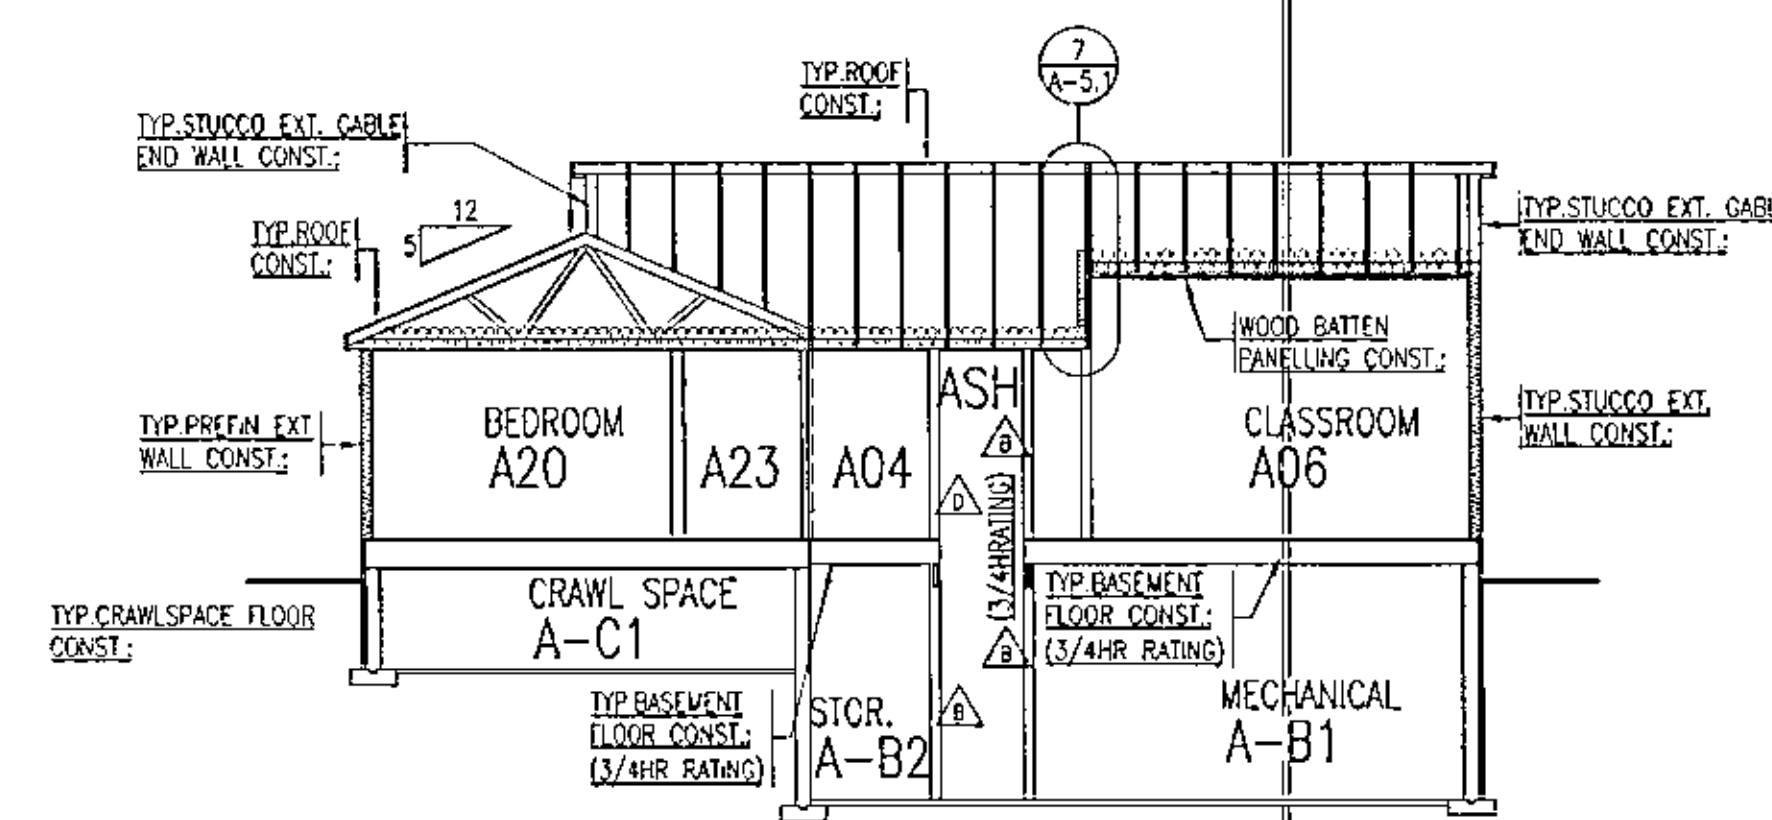 7
A-5.1
TYP.ROOF
CONST.:
TYP.STUCCO EXT. GABLE
END WALL CONST.:
12
5
TYP.ROOF
CONST.:
TYP.STUCCO EXT. GABL
END WALL CONST.:
WOOD BATTEN
PANELLING CONST.:
ASH
BEDROOM
A20
A23
A04
CLASSROOM
A06
TYP.PREFIN EXT
WALL CONST.:
TYP.STUCCO EXT.
WALL CONST.:
B
D
(3/4HRRATING)
CRAWL SPACE
A-C1
TYP.CRAWLSPACE FLOOR
CONST.:
TYP.BASEMENT
FLOOR CONST.:
(3/4HR RATING)
B
TYP.BASEMENT
FLOOR CONST.:
(3/4HR RATING)
STOR.
A-B2
B
MECHANICAL
A-B1